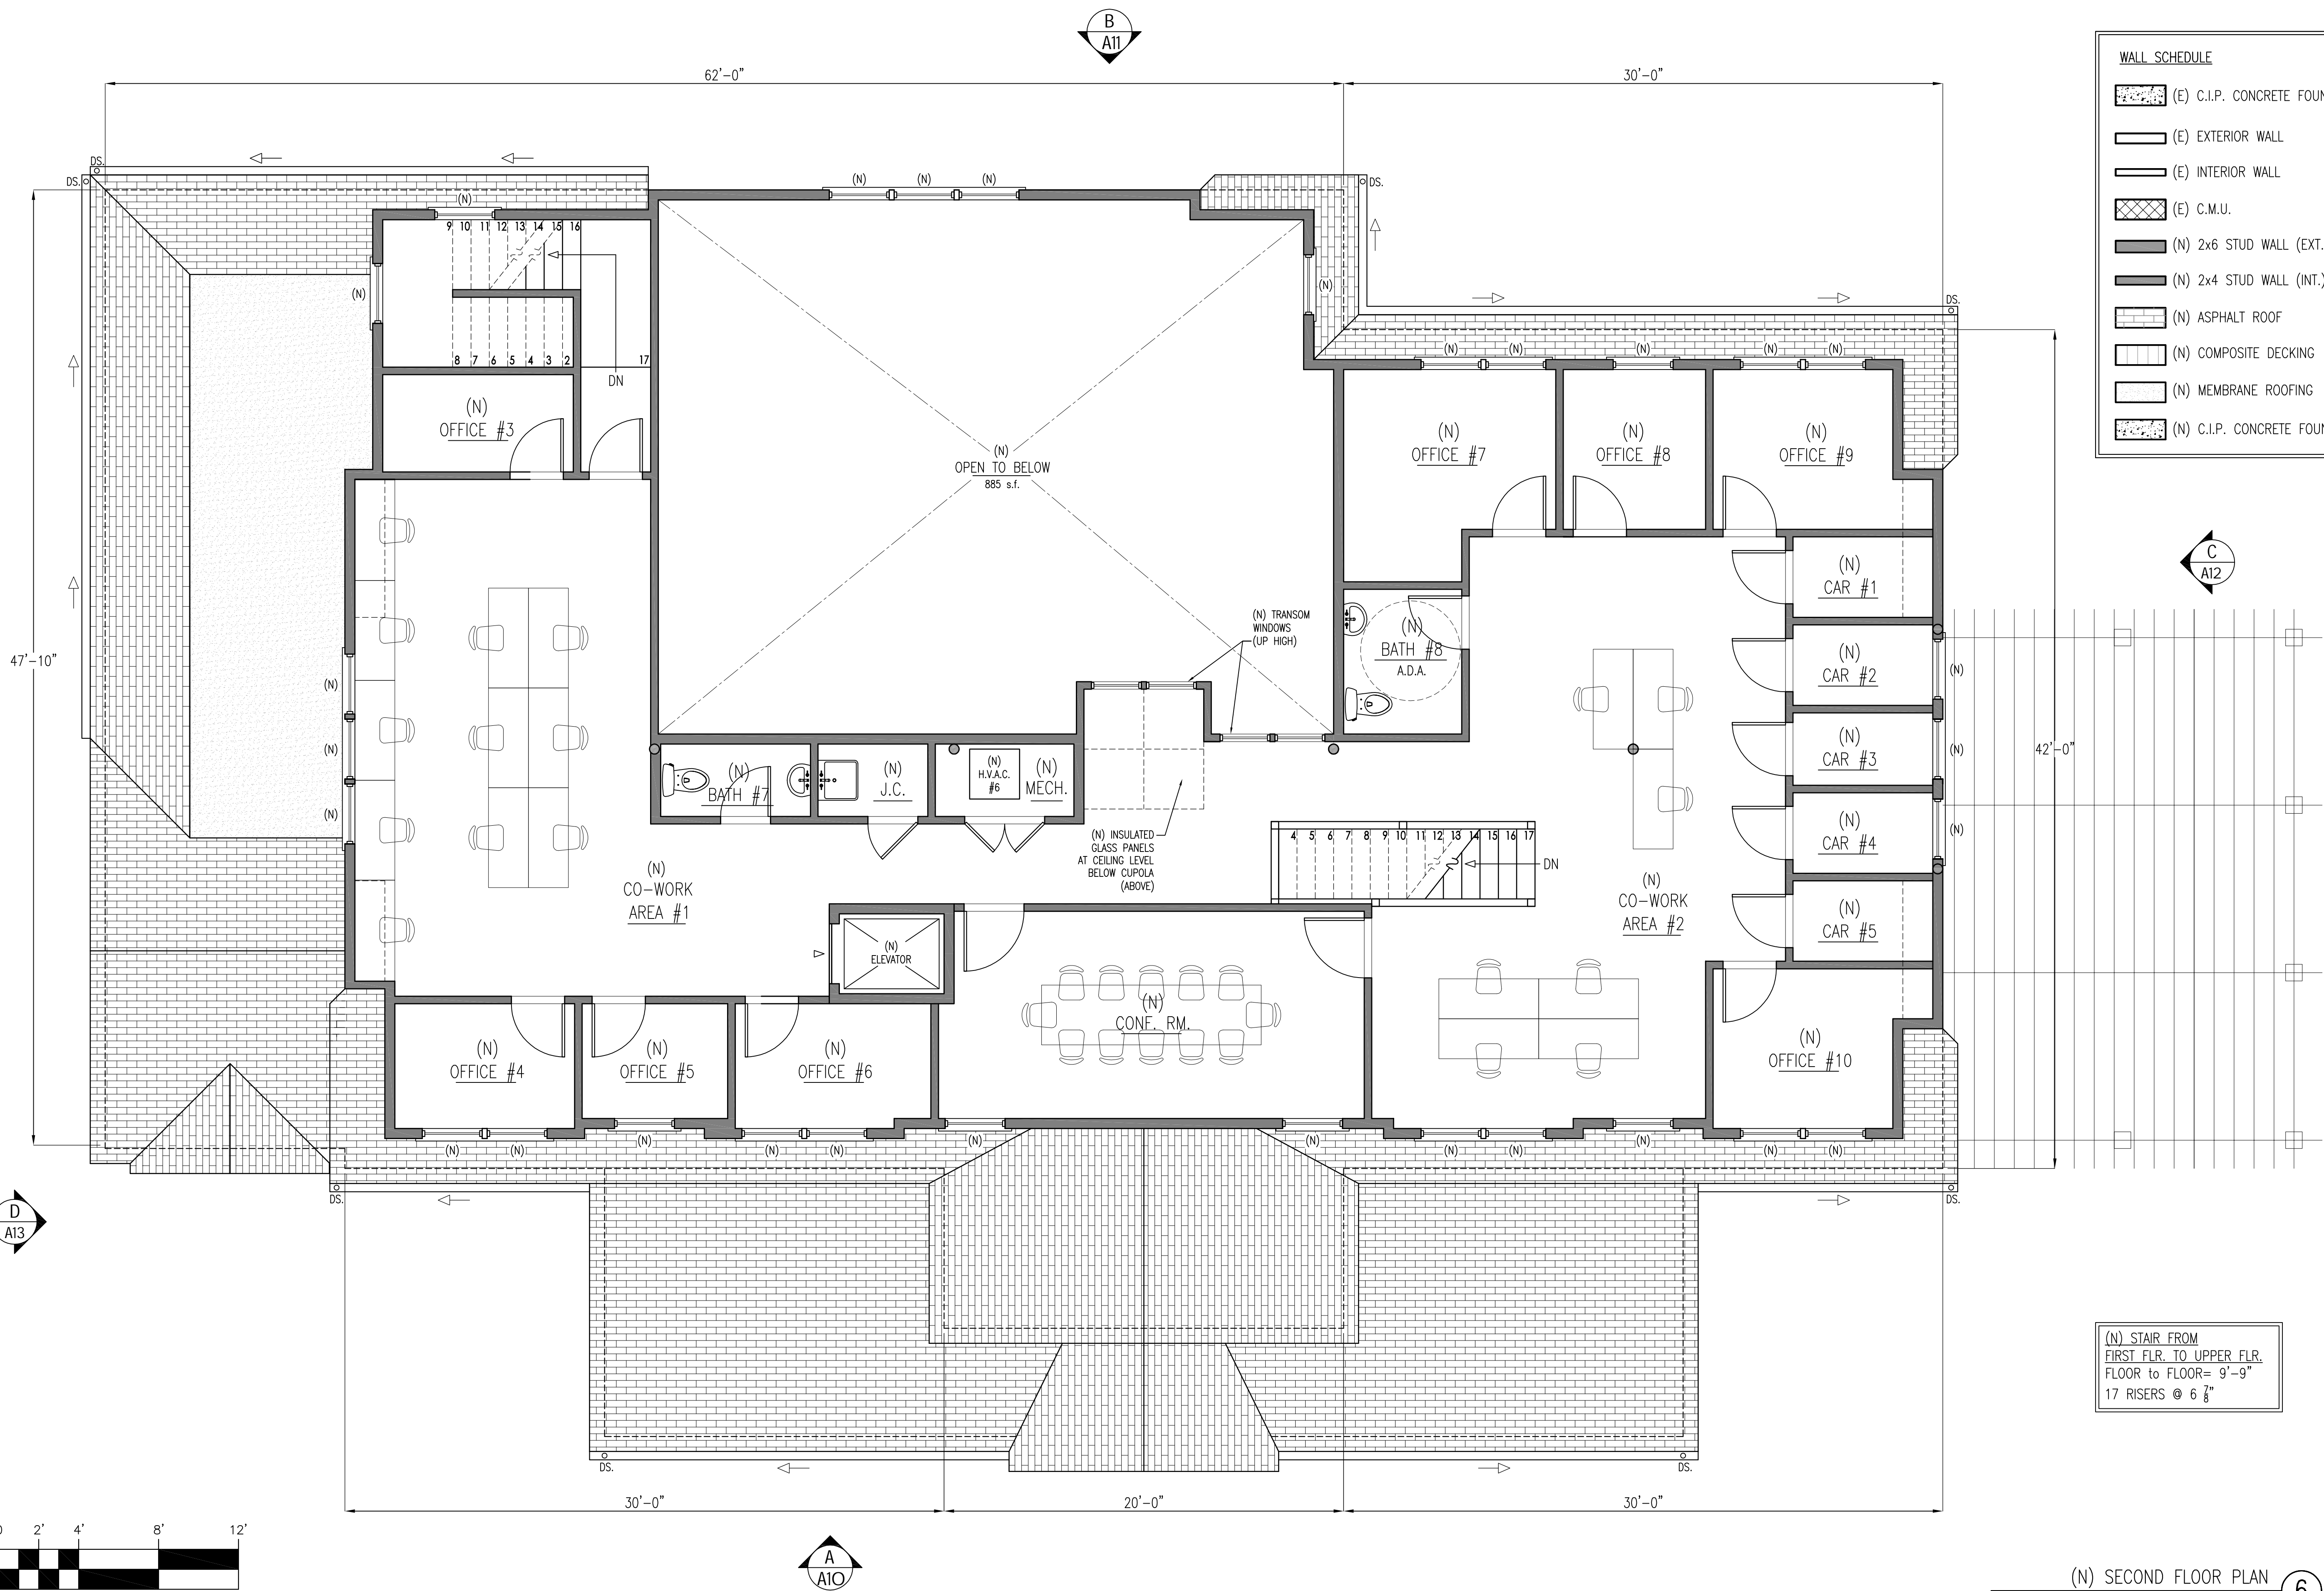 B
A11
62'-0"
30'-0"
WALL SCHEDULE
(E) C.I.P. CONCRETE
(E) EXTERIOR WALL
(E) INTERIOR WALL
(E) C.M.U.
(N) 2x6 STUD WALL (EXT.
(N) 2x4 STUD WALL (INT.)
(N) ASPHALT ROOF
(N) COMPOSITE DECKING
(N) MEMBRANE ROOFING
(N) C.I.P. CONCRETE
DS.
DS.
(N) (N) (N)
DS.
(N)
9 10 11 12 13 14 15 16
(N)
(N)
8 7 6 5 4 3 2
17
DN
DS.
(N) (N) (N) (N) (N)
(N)
OFFICE #3
(N)
OPEN TO BELOW
885 s.f.
(N)
OFFICE #7
(N)
OFFICE #8
(N)
OFFICE #9
C
A12
(N)
CAR #1
(N) TRANSOM
WINDOWS
(UP HIGH)
(N)
BATH #8
A.D.A.
(N)
CAR #2
(N)
47'-10"
(N)
(N)
(N)
(N)
CAR #3
(N)
42'-0"
(N)
BATH #7
(N)
J.C.
(N)
H.V.A.C.
#6
(N)
MECH.
(N) INSULATED
GLASS PANELS
AT CEILING LEVEL
BELOW CUPOLA
(ABOVE)
4 5 6 7 8 9 10 11 12 13 14 15 16 17
DN
(N)
CAR #4
(N)
(N)
CO-WORK
AREA #1
(N)
CO-WORK
AREA #2
(N)
CAR #5
(N)
ELEVATOR
(N)
CONF. RM.
(N)
OFFICE #4
(N)
OFFICE #5
(N)
OFFICE #6
(N)
OFFICE #10
(N) (N) (N) (N) (N) (N) (N) (N) (N) (N) (N) (N)
DS.
DS.
D
A13
(N) STAIR FROM
FIRST FLR. TO UPPER FLR.
FLOOR to FLOOR= 9'-9"
17 RISERS @ 6 7/8"
DS.
DS.
30'-0"
20'-0"
30'-0"
2' 4' 8' 12'
A
A10
(N) SECOND FLOOR PLAN
6